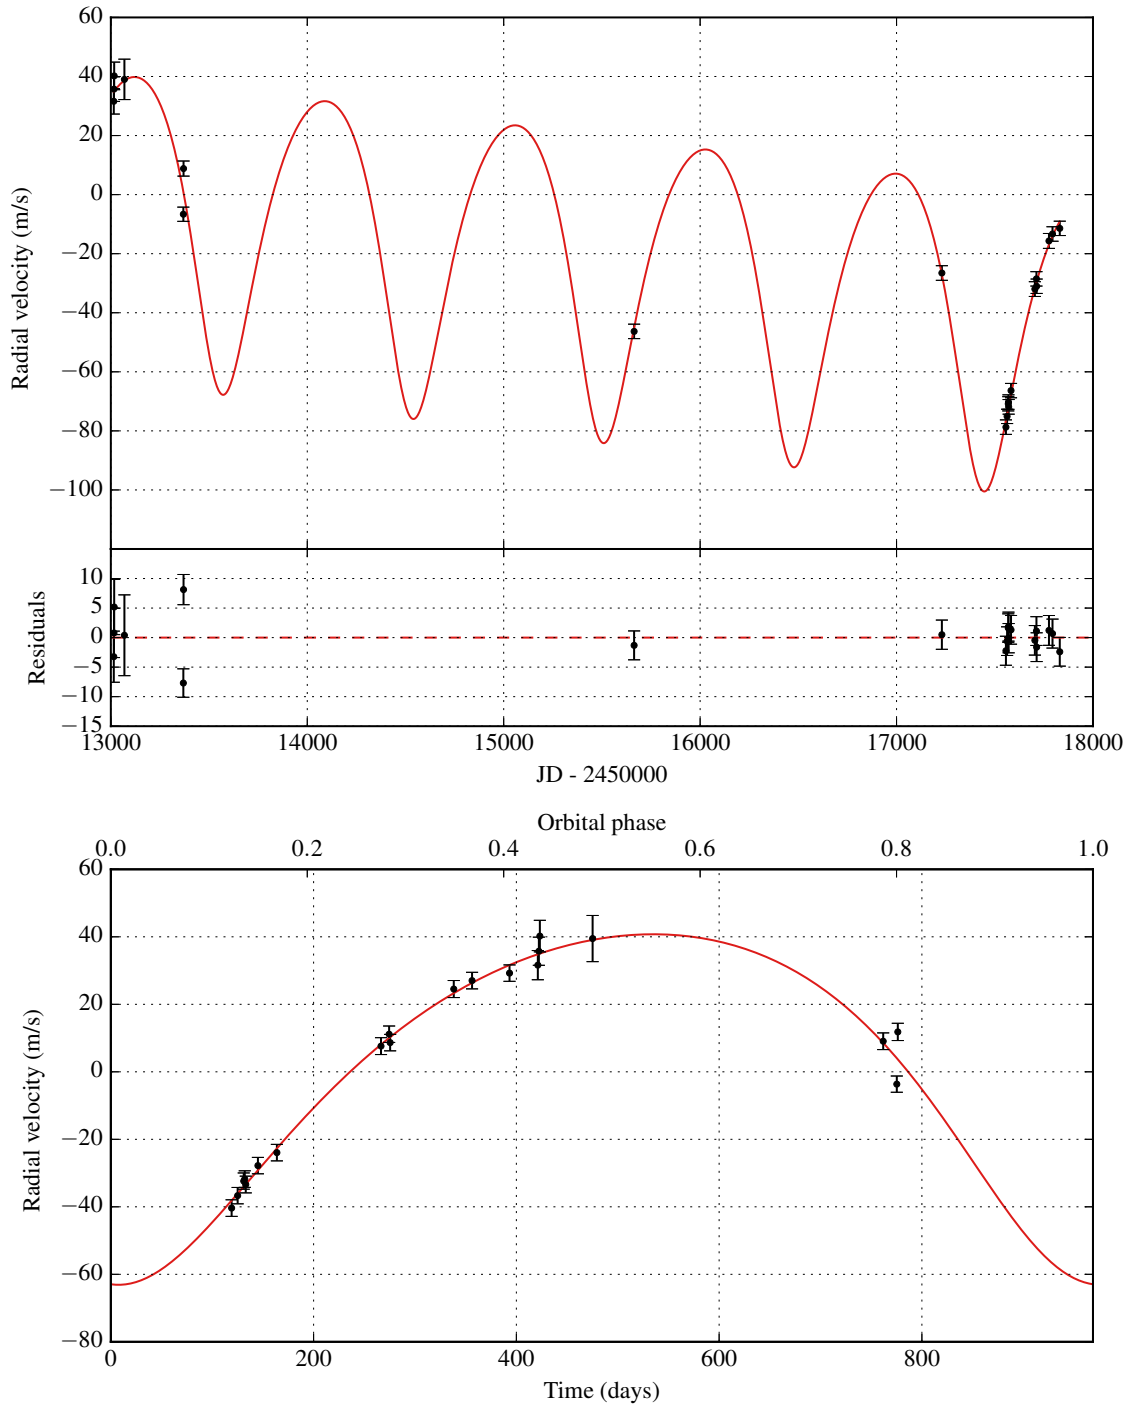 60
40
20
0
−20
−40
−60
−80
−100
Radial velocity (m/s)
10
5
0
−5
−10
−15
Residuals
13000 14000 15000 16000 17000 18000
JD - 2450000
Orbital phase
0.0 0.2 0.4 0.6 0.8 1.0
60
40
20
0
−20
−40
−60
−80
Radial velocity (m/s)
0 200 400 600 800
Time (days)